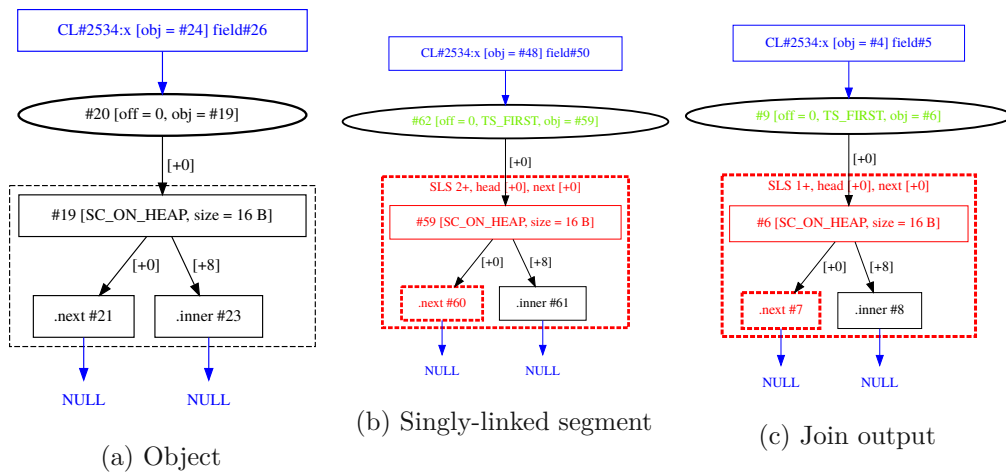 CL#2534:x [obj = #24] field#26
#20 [off = 0, obj = #19]
[+0]
#19 [SC_ON_HEAP, size = 16 B]
[+0]
[+8]
.next #21
.inner #23
NULL
NULL
(a) Object
CL#2534:x [obj = #48] field#50
#62 [off = 0, TS_FIRST, obj = #59]
[+0]
SLS 2+, head [+0], next [+0]
#59 [SC_ON_HEAP, size = 16 B]
[+0]
[+8]
.next #60
.inner #61
NULL
NULL
(b) Singly-linked segment
CL#2534:x [obj = #4] field#5
#9 [off = 0, TS_FIRST, obj = #6]
[+0]
SLS 1+, head [+0], next [+0]
#6 [SC_ON_HEAP, size = 16 B]
[+0]
[+8]
.next #7
.inner #8
NULL
NULL
(c) Join output